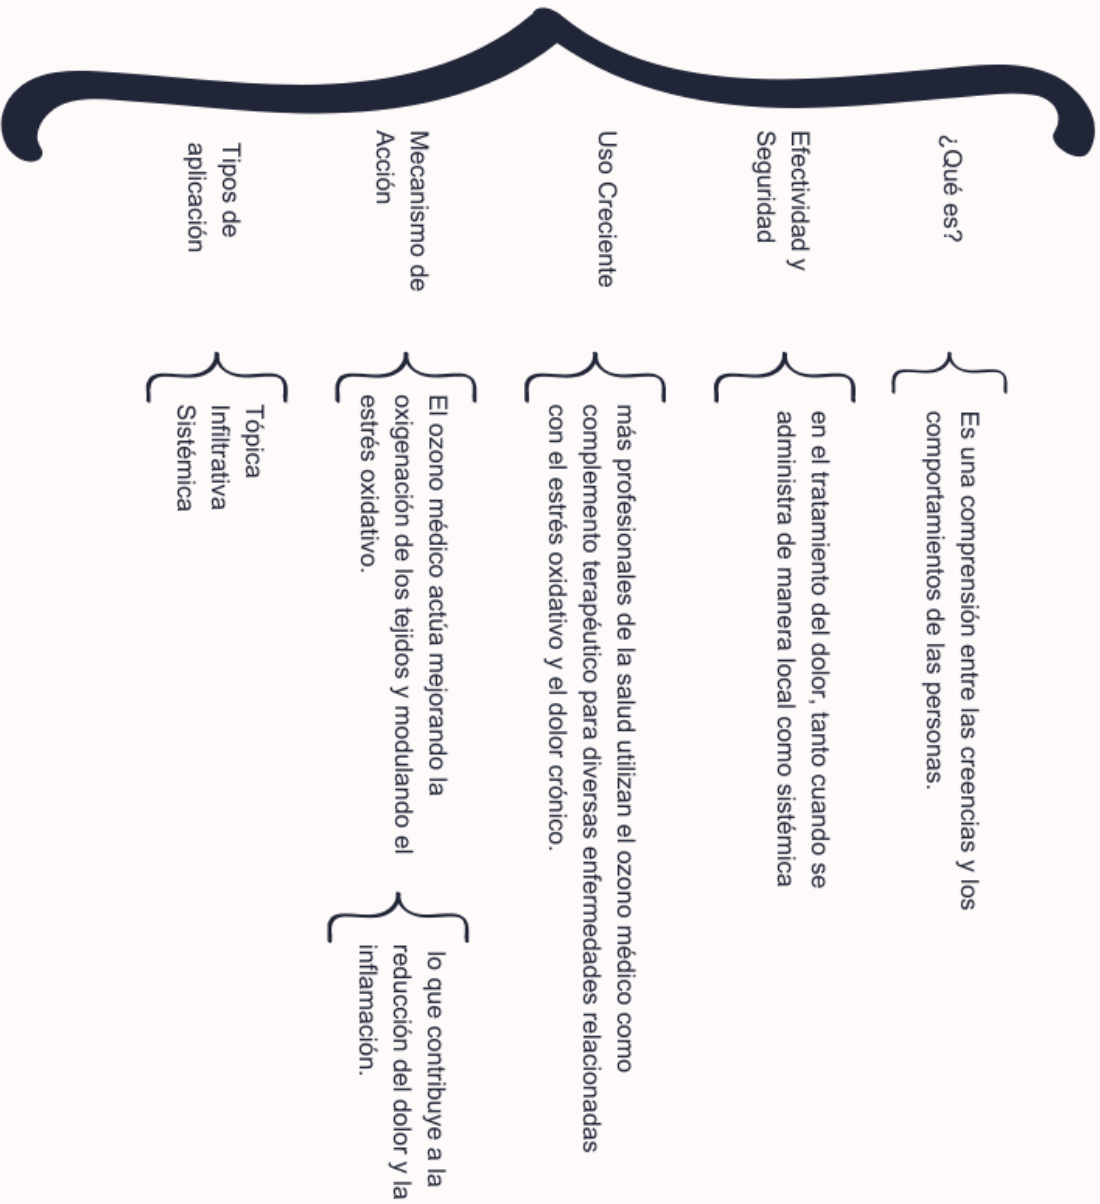 ¿Qué es?
Es una comprensión entre las creencias y los
comportamientos de las personas.
Efectividad y
Seguridad
en el tratamiento del dolor, tanto cuando se
administra de manera local como sistémica
Uso Creciente
más profesionales de la salud utilizan el ozono médico como
complemento terapéutico para diversas enfermedades relacionadas
con el estrés oxidativo y el dolor crónico.
Mecanismo de
Acción
El ozono médico actúa mejorando la
oxigenación de los tejidos y modulando el
estrés oxidativo.
lo que contribuye a la
reducción del dolor y la
inflamación.
Tipos de
aplicación
Tópica
Infiltrativa
Sistémica